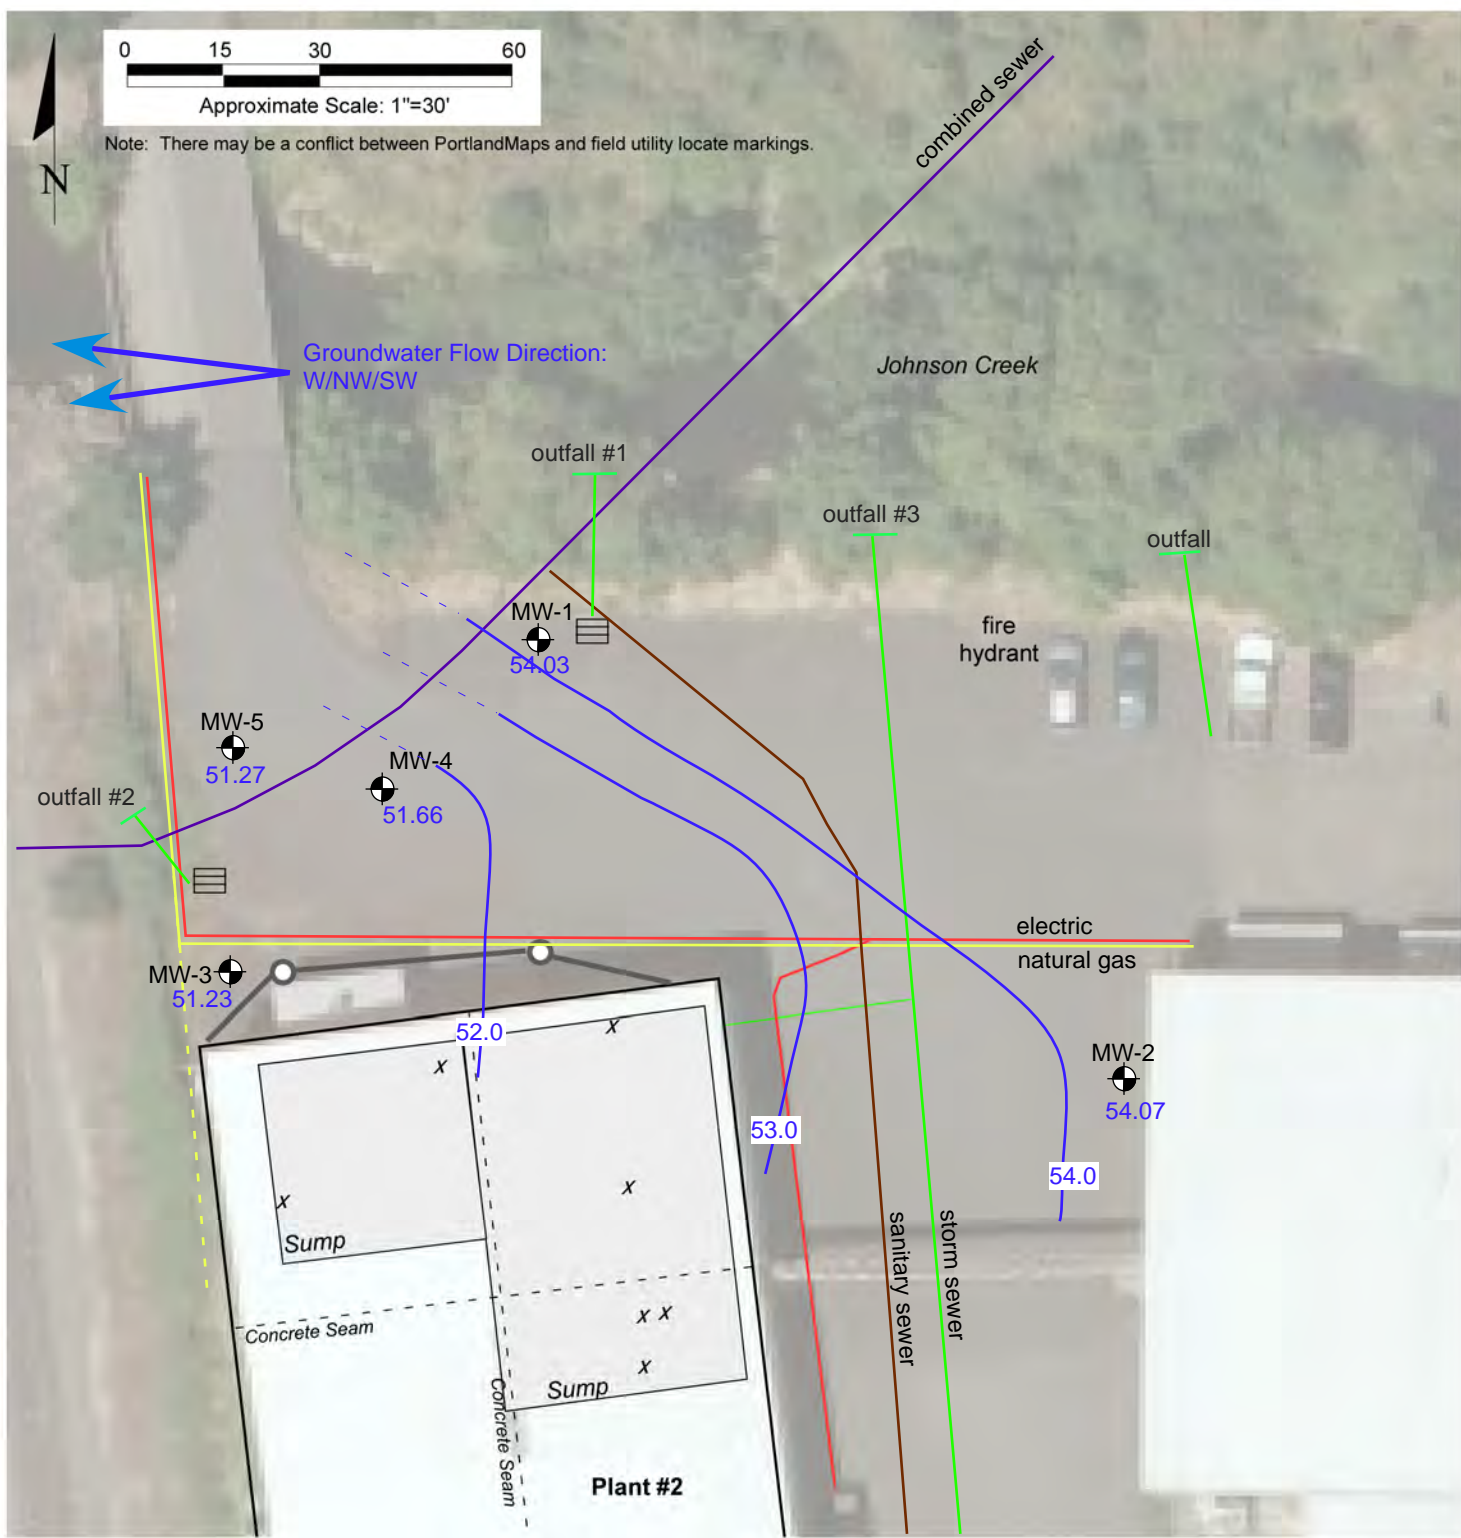 0 15 30 60
Approximate Scale: 1"=30'
Note: There may be a conflict between PortlandMaps and field utility locate markings.
N
combined sewer
Groundwater Flow Direction:
W/NW/SW
Johnson Creek
outfall #1
outfall #3
outfall
MW-1
54.03
fire
hydrant
MW-5
51.27
MW-4
51.66
outfall #2
electric
natural gas
MW-3
51.23
52.0
x
x
MW-2
54.07
53.0
54.0
x
x
Sump
sanitary sewer
storm sewer
Concrete Seam
x x
x
Sump
Concrete Seam
Plant #2